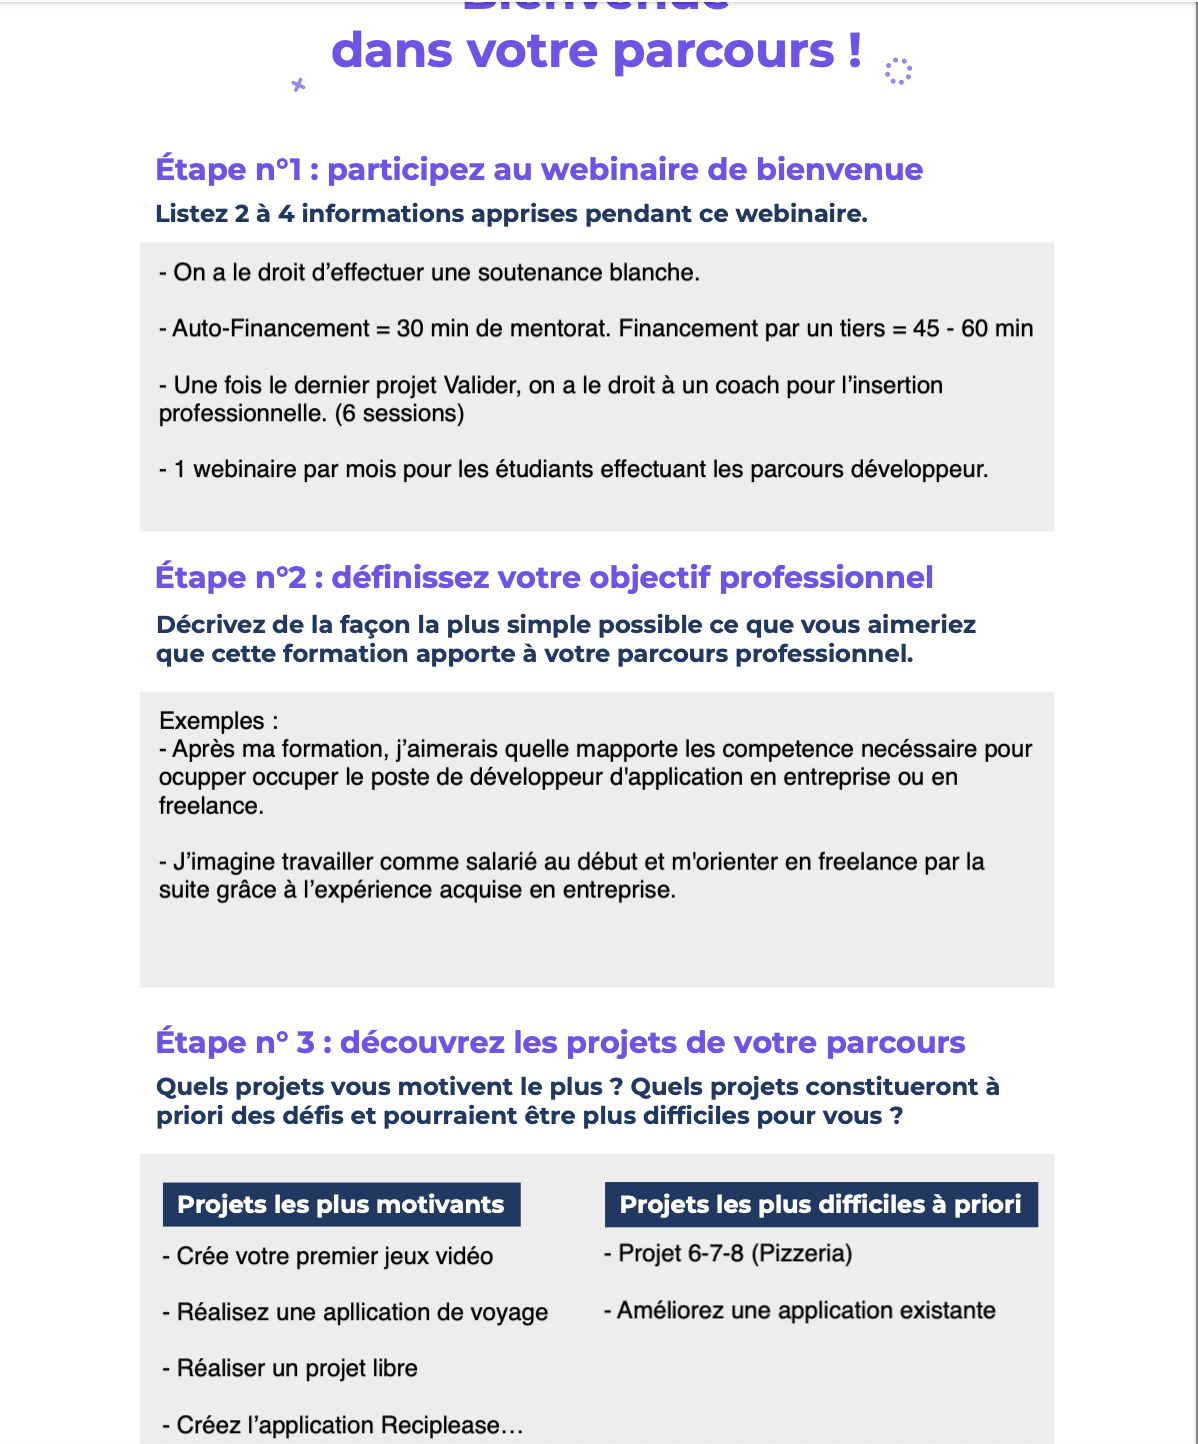 Bienvenue
dans votre parcours !
Étape n°1 : participez au webinaire de bienvenue
Listez 2 à 4 informations apprises pendant ce webinaire.
- On a le droit d’effectuer une soutenance blanche.
- Auto-Financement = 30 min de mentorat. Financement par un tiers = 45 - 60 min
- Une fois le dernier projet Valider, on a le droit à un coach pour l’insertion
professionnelle. (6 sessions)
- 1 webinaire par mois pour les étudiants effectuant les parcours développeur.
Étape n°2 : définissez votre objectif professionnel
Décrivez de la façon la plus simple possible ce que vous aimeriez
que cette formation apporte à votre parcours professionnel.
Exemples :
- Après ma formation, j’aimerais quelle mapporte les competence necéssaire pour
ocupper occuper le poste de développeur d'application en entreprise ou en
freelance.
- J’imagine travailler comme salarié au début et m'orienter en freelance par la
suite grâce à l’expérience acquise en entreprise.
Étape n° 3 : découvrez les projets de votre parcours
Quels projets vous motivent le plus ? Quels projets constitueront à
priori des défis et pourraient être plus difficiles pour vous ?
Projets les plus motivants
- Crée votre premier jeux vidéo
- Réalisez une apllication de voyage
- Réaliser un projet libre
- Créez l’application Reciplease…
Projets les plus difficiles à priori
- Projet 6-7-8 (Pizzeria)
- Améliorez une application existante